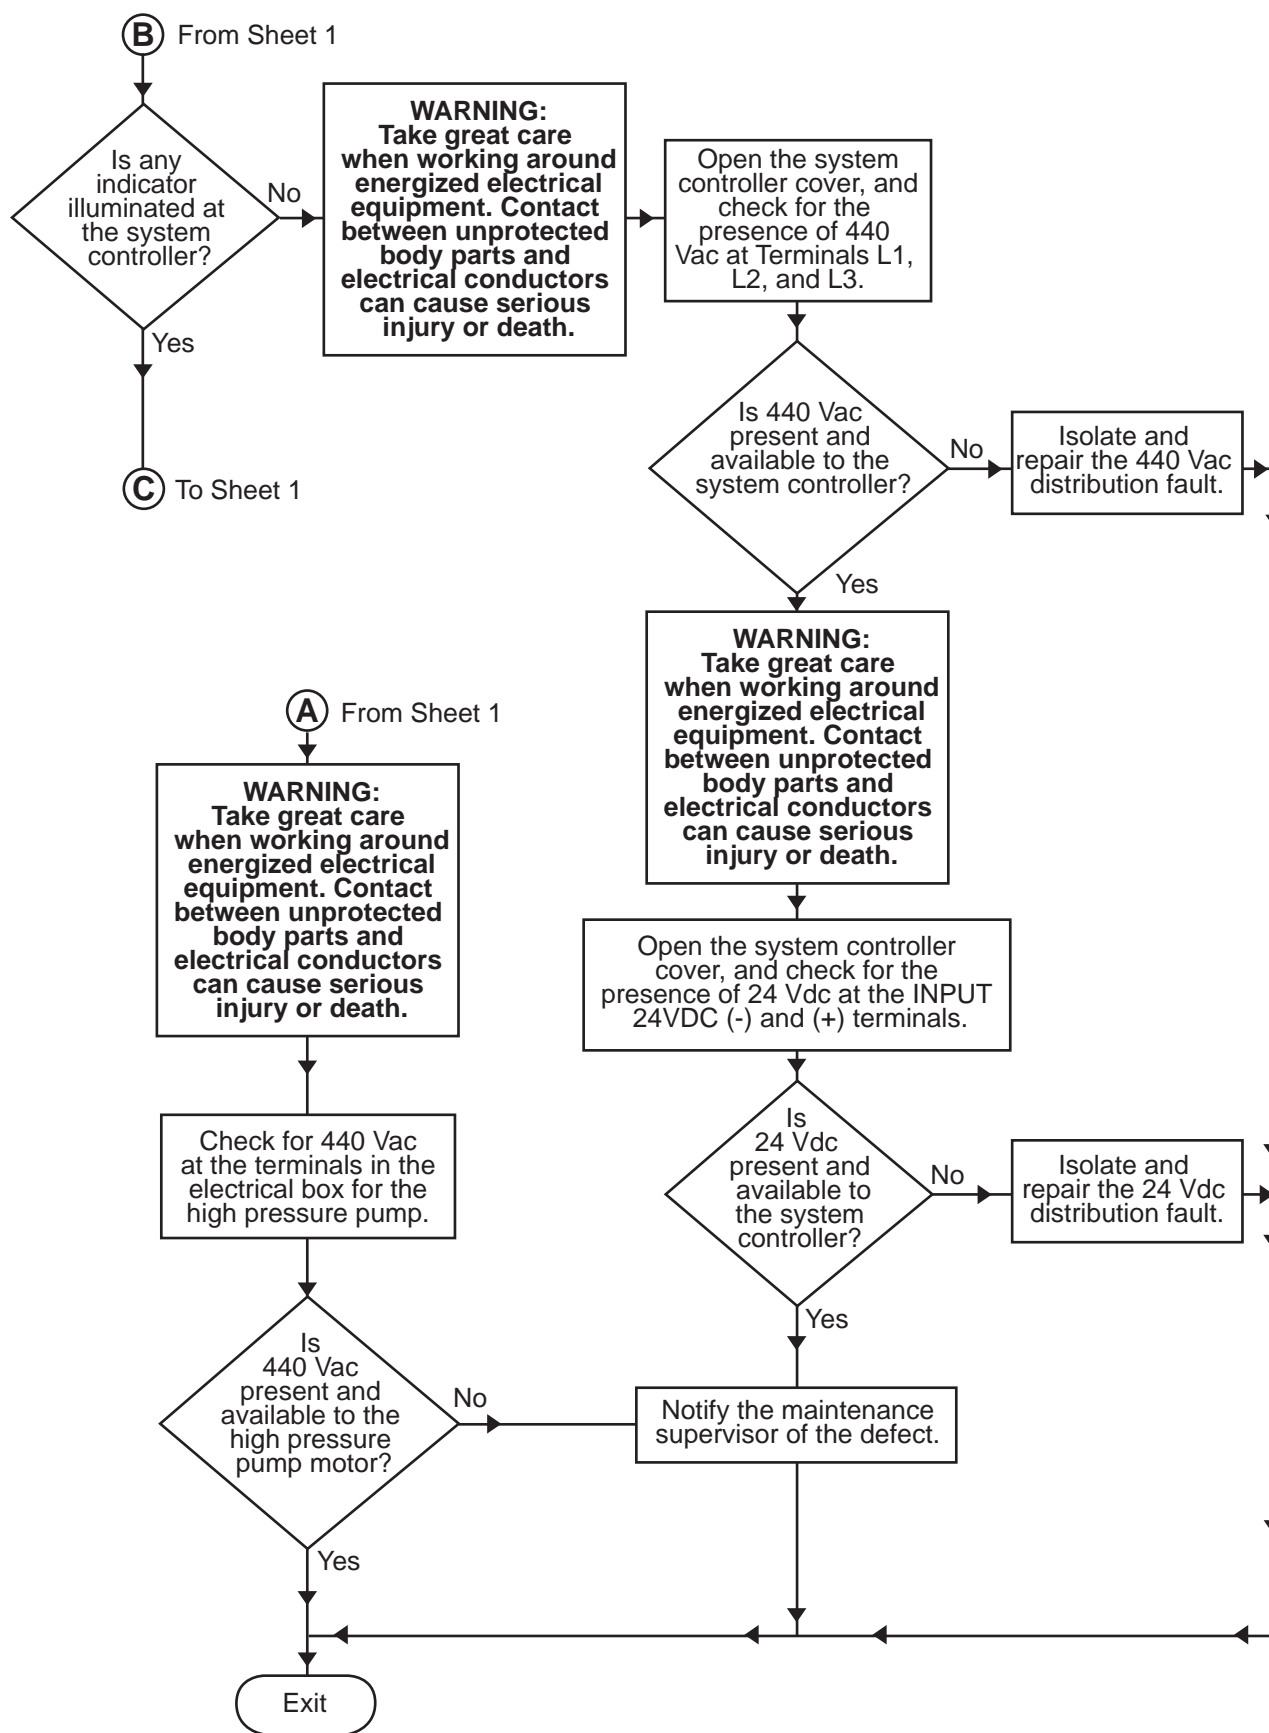 B From Sheet 1
Is any
indicator
illuminated at
the system
controller?
No
Yes
C To Sheet 1
WARNING:
Take great care
when working around
energized electrical
equipment. Contact
between unprotected
body parts and
electrical conductors
can cause serious
injury or death.
Open the system
controller cover, and
check for the
presence of 440
Vac at Terminals L1,
L2, and L3.
Is 440 Vac
present and
available to the
system controller?
No
Isolate and
repair the 440 Vac
distribution fault.
Yes
WARNING:
Take great care
when working around
energized electrical
equipment. Contact
between unprotected
body parts and
electrical conductors
can cause serious
injury or death.
Open the system controller
cover, and check for the
presence of 24 Vdc at the INPUT
24VDC (-) and (+) terminals.
Is
24 Vdc
present and
available to
the system
controller?
No
Isolate and
repair the 24 Vdc
distribution fault.
Yes
Notify the maintenance
supervisor of the defect.
A From Sheet 1
WARNING:
Take great care
when working around
energized electrical
equipment. Contact
between unprotected
body parts and
electrical conductors
can cause serious
injury or death.
Check for 440 Vac
at the terminals in the
electrical box for the
high pressure pump.
Is
440 Vac
present and
available to the
high pressure
pump motor?
No
Yes
Exit